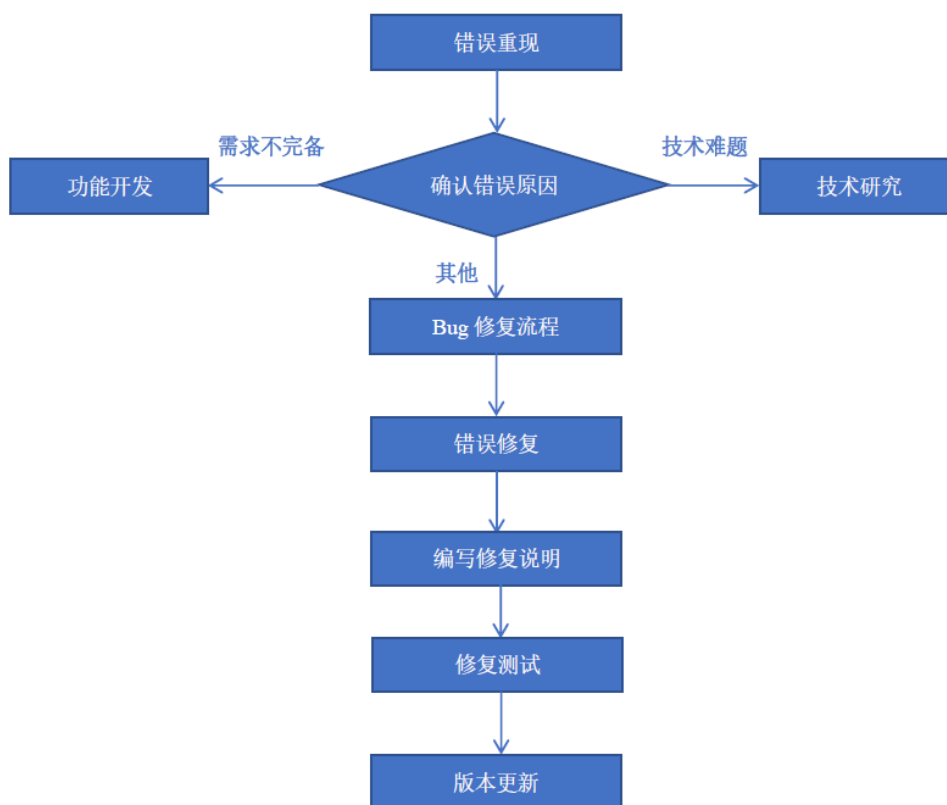 错误重现
需求不完备
技术难题
功能开发
确认错误原因
技术研究
其他
Bug 修复流程
错误修复
编写修复说明
修复测试
版本更新